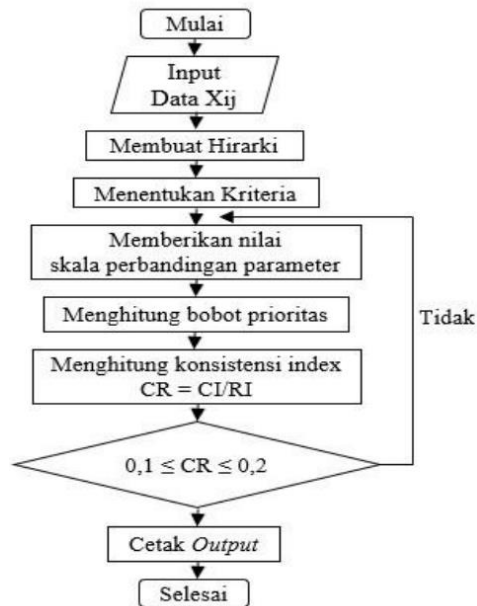 Mulai
Input
Data Xij
Membuat Hirarki
Menentukan Kriteria
Memberikan nilai
skala perbandingan parameter
Menghitung bobot prioritas
Tidak
Menghitung konsistensi index
CR = CI/RI
0,1 ≤ CR ≤ 0,2
Cetak Output
Selesai